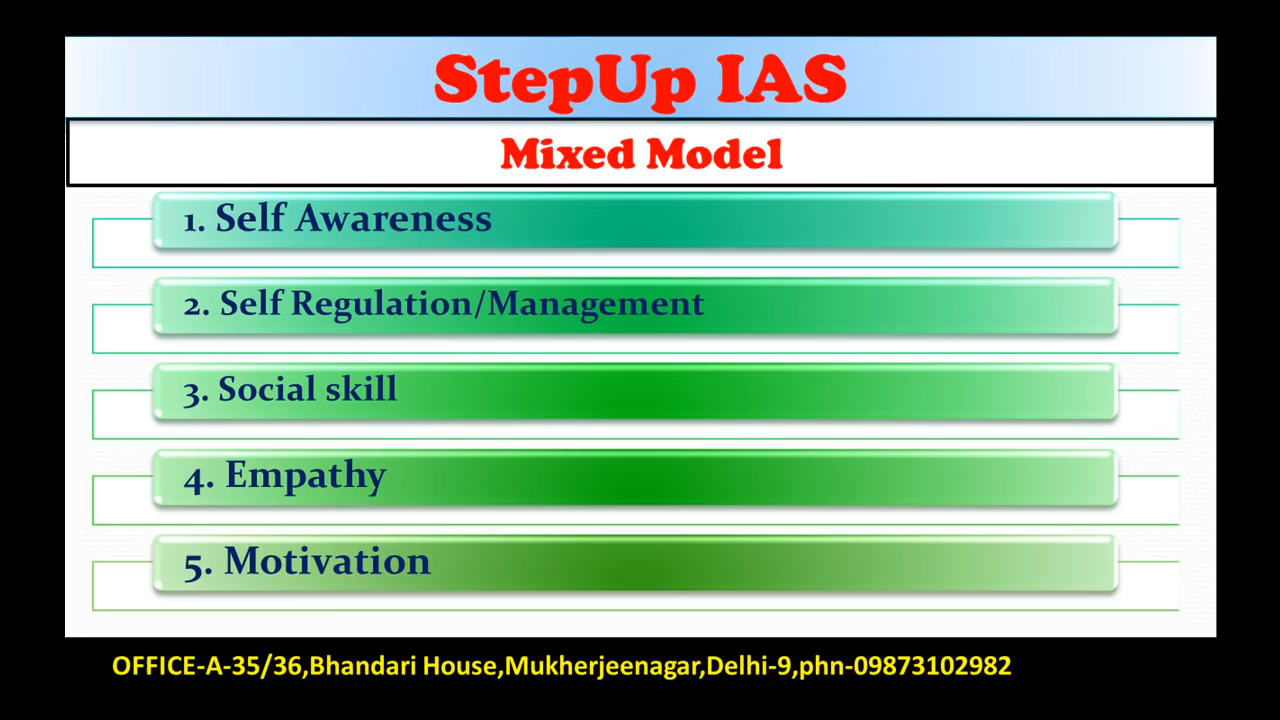 StepUp IAS
Mixed Model
1. Self Awareness
2. Self Regulation/Management
3. Social skill
4. Empathy
5. Motivation
OFFICE-A-35/36,Bhandari House,Mukherjeenagar,Delhi-9,phn-09873102982